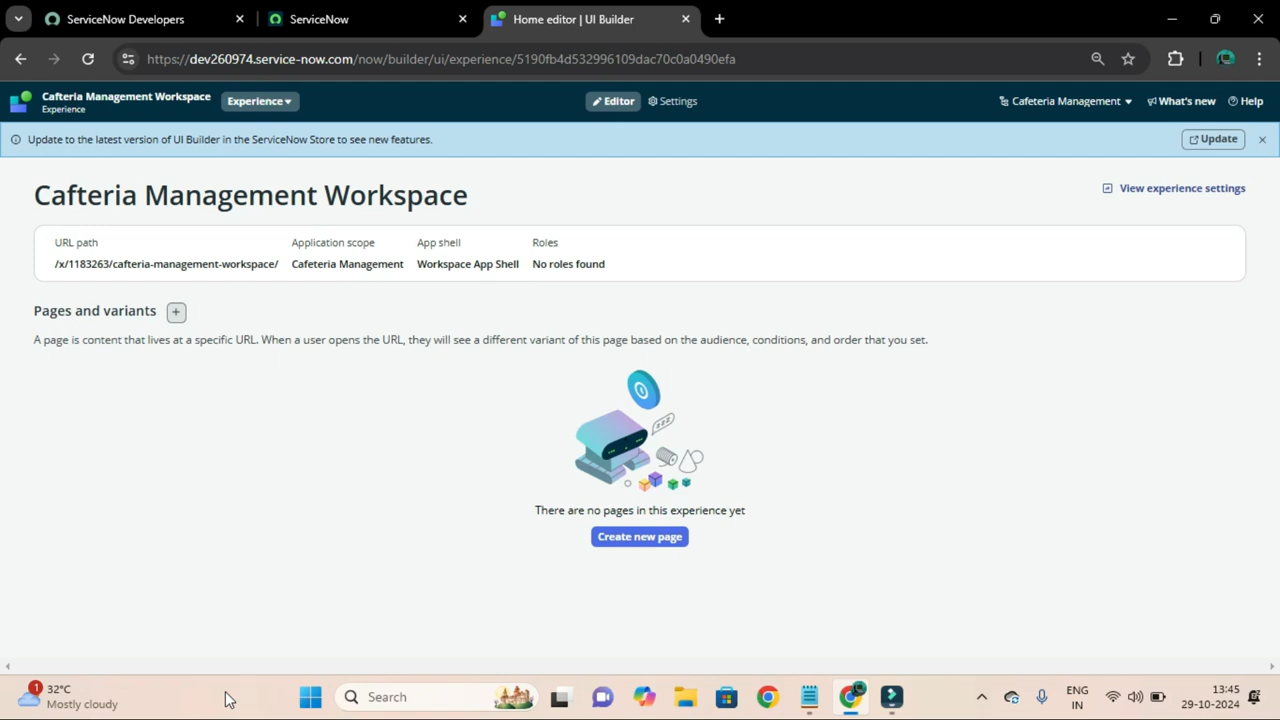 ServiceNow Developers
ServiceNow
Home editor | UI Builder
https://dev260974.service-now.com/now/builder/ui/experience/5190fb4d532996109dac70c0a0490efa
Cafteria Management Workspace
Experience
Experience
Editor
Settings
Cafeteria Management
What's new
Help
Update to the latest version of UI Builder in the ServiceNow Store to see new features.
Update
Cafteria Management Workspace
View experience settings
URL path
Application scope
App shell
Roles
/x/1183263/cafteria-management-workspace/
Cafeteria Management
Workspace App Shell
No roles found
Pages and variants
+
A page is content that lives at a specific URL. When a user opens the URL, they will see a different variant of this page based on the audience, conditions, and order that you set.
There are no pages in this experience yet
Create new page
1
32°C
Mostly cloudy
Search
ENG
IN
13:45
29-10-2024